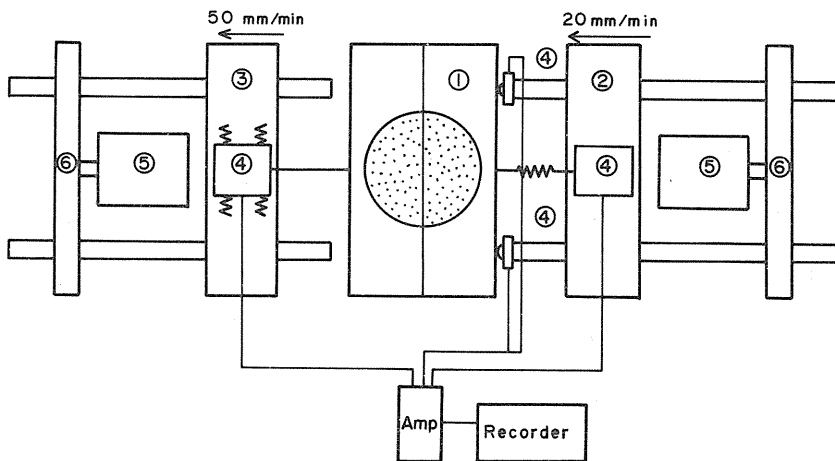 50 mm/min
20 mm/min
④
③
①
②
④
⑥
⑤
④
⑤
⑥
④
Amp
Recorder